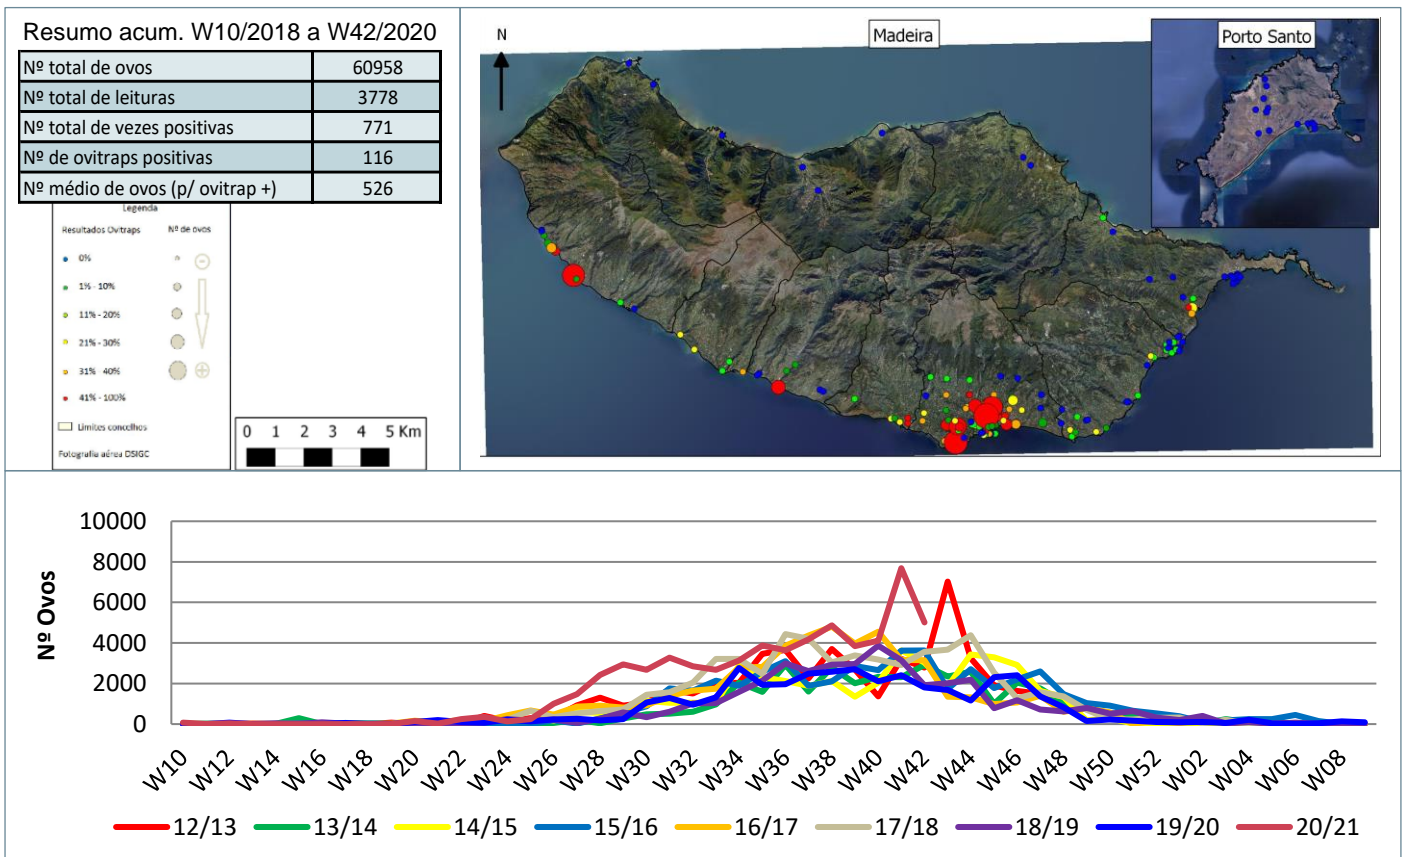 Resumo acum. W10/2018 a W42/2020
Nº total de ovos 60958
Nº total de leituras 3778
Nº total de vezes positivas 771
Nº de ovitraps positivas 116
Nº médio de ovos (p/ ovitrap +) 526
Legenda
Resultados Ovitraps Nº de ovos
0%
1% - 10%
11% - 20%
21% - 30%
31% - 40%
41% - 100%
Limites concelhos
Fotografia aérea DSIGC
0 1 2 3 4 5 Km
N
Madeira
Porto Santo
Nº Ovos
10000
8000
6000
4000
2000
0
W10 W12 W14 W16 W18 W20 W22 W24 W26 W28 W30 W32 W34 W36 W38 W40 W42 W44 W46 W48 W50 W52 W02 W04 W06 W08
12/13 13/14 14/15 15/16 16/17 17/18 18/19 19/20 20/21